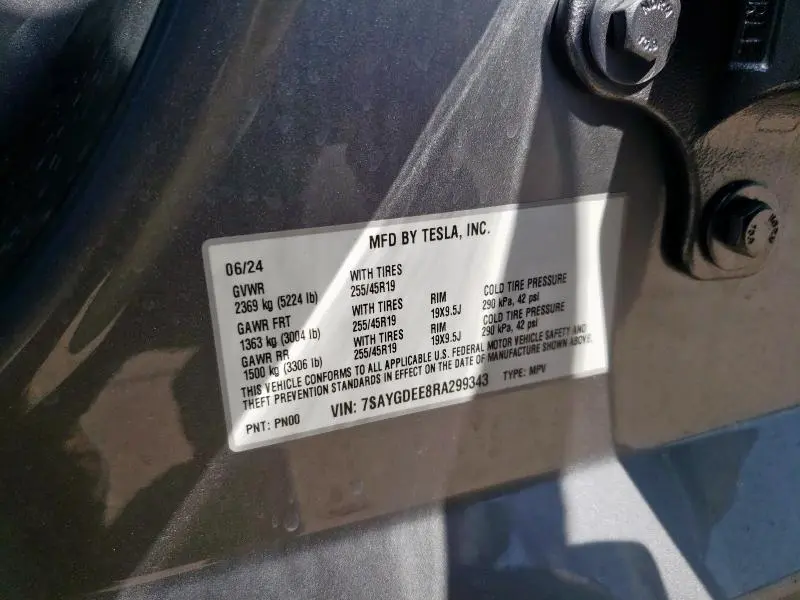 MFD BY TESLA, INC.
06/24
GVWR WITH TIRES
2369 kg (5224 lb) 255/45R19
GAWR FRT WITH TIRES RIM COLD TIRE PRESSURE
1363 kg (3004 lb) 255/45R19 19X9.5J 290 kPa, 42 psi
GAWR RR WITH TIRES RIM COLD TIRE PRESSURE
1500 kg (3306 lb) 255/45R19 19X9.5J 290 kPa, 42 psi
THIS VEHICLE CONFORMS TO ALL APPLICABLE U.S. FEDERAL MOTOR VEHICLE SAFETY AND
THEFT PREVENTION STANDARDS IN EFFECT ON THE DATE OF MANUFACTURE SHOWN ABOVE.
PNT: PN00 VIN: 7SAYGDEE8RA299343 TYPE: MPV